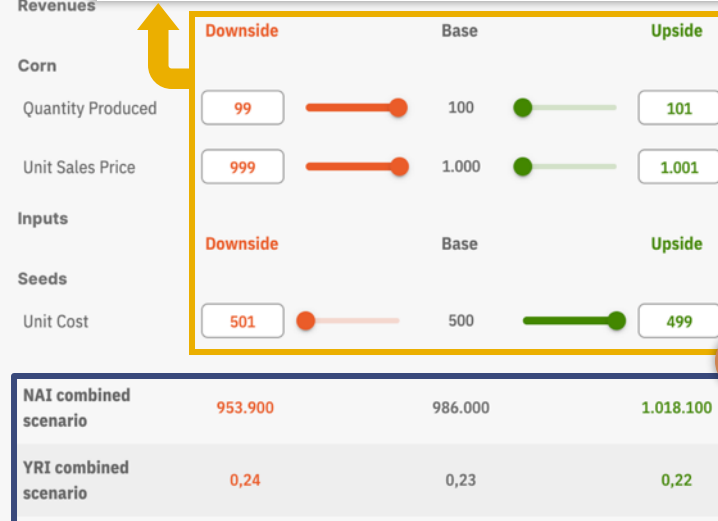 Revenues
Downside Base Upside
Corn
Quantity Produced 99 100 101
Unit Sales Price 999 1.000 1.001
Inputs
Downside Base Upside
Seeds
Unit Cost 501 500 499
NAI combined
scenario 953.900 986.000 1.018.100
YRI combined
scenario 0,24 0,23 0,22